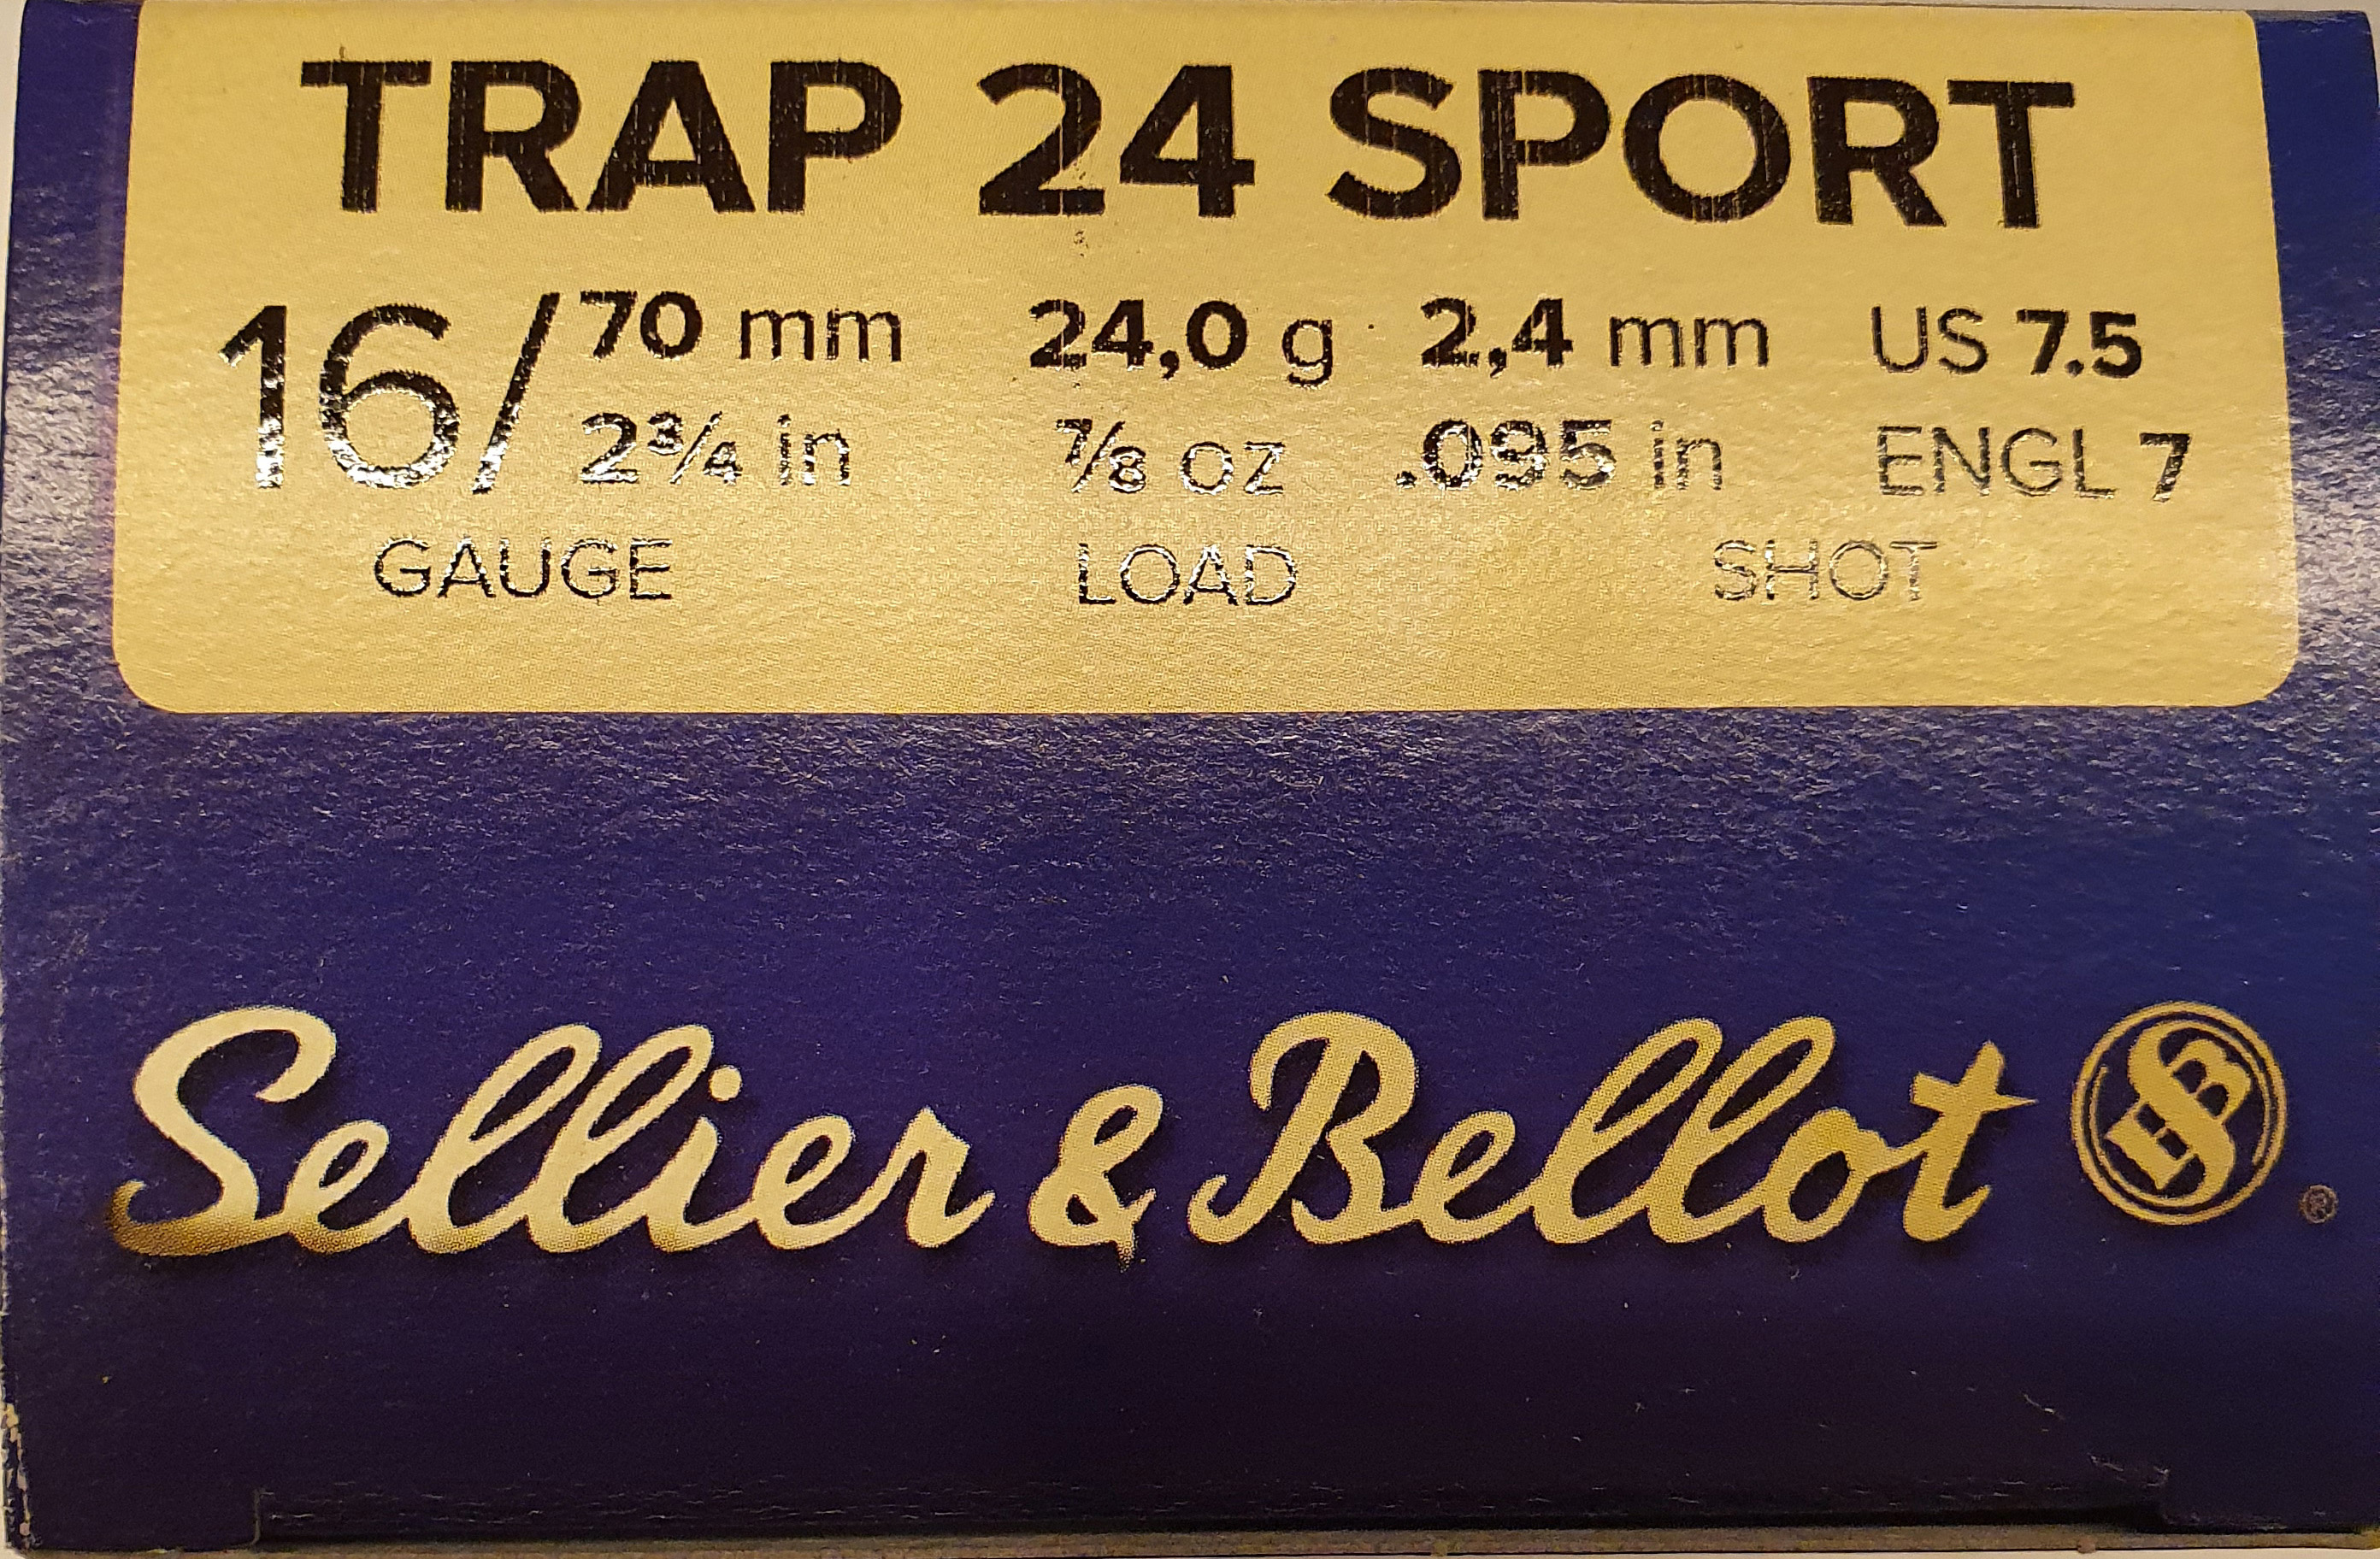 TRAP 24 SPORT
16/ 70 mm 24,0 g 2,4 mm US 7.5
2¾ in ⅞ oz .095 in ENGL 7
GAUGE LOAD SHOT
Sellier & Bellot SB ®